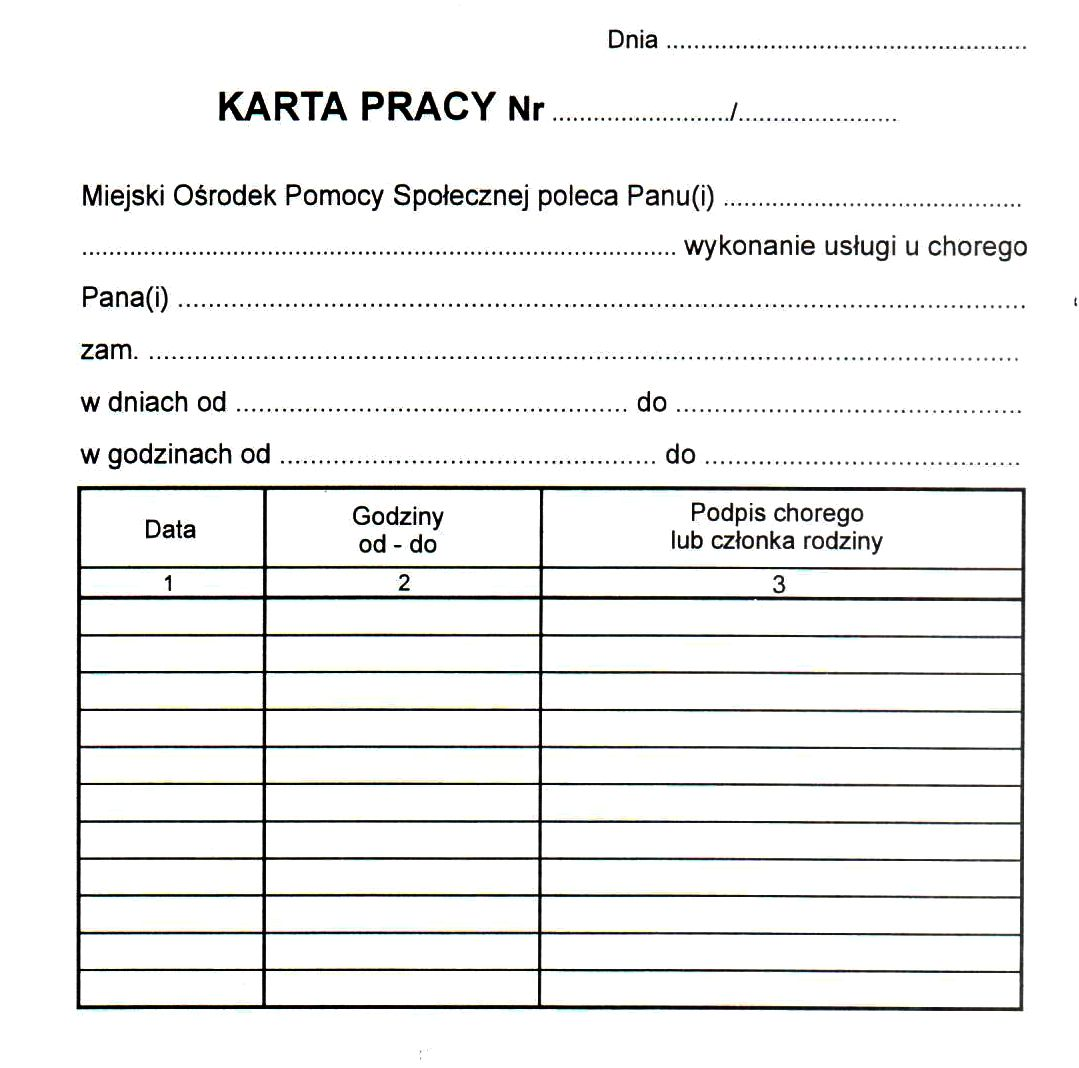 Dnia ........................................................
KARTA PRACY Nr ........................../........................
Miejski Ośrodek Pomocy Społecznej poleca Panu(i) ..............................................
............................................................................................ wykonanie usługi u chorego
Pana(i) ....................................................................................................................................
zam. ........................................................................................................................................
w dniach od ............................................................. do ......................................................
w godzinach od .......................................................... do .................................................
Data
Godziny
od - do
Podpis chorego
lub członka rodziny
1 2 3